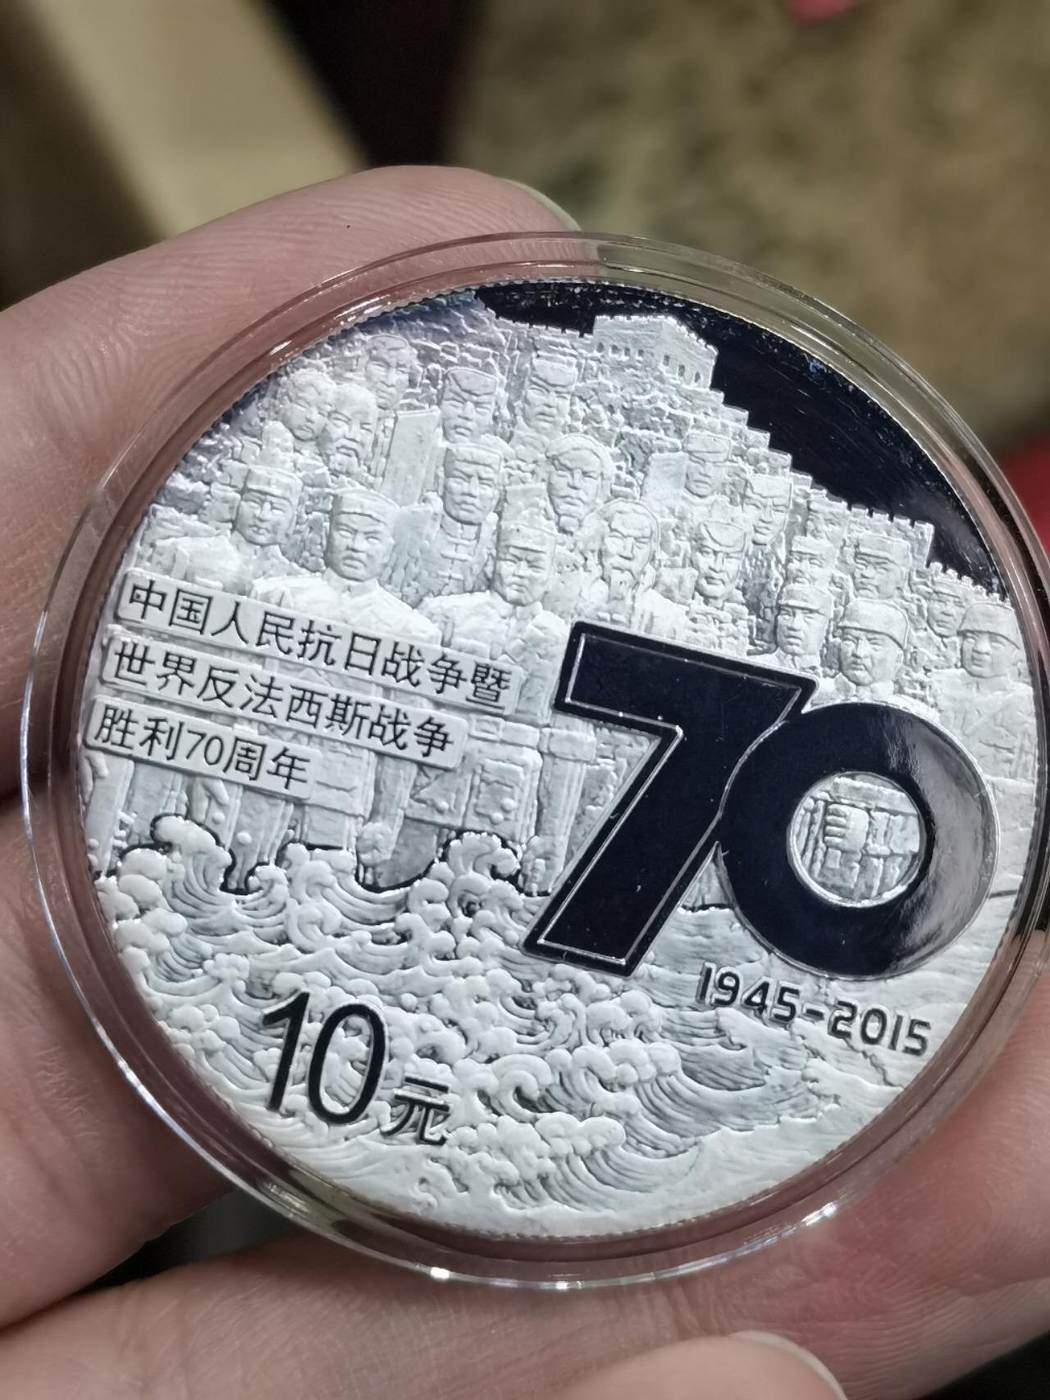 中国人民抗日战争暨
世界反法西斯战争
胜利70周年
70
1945-2015
10元